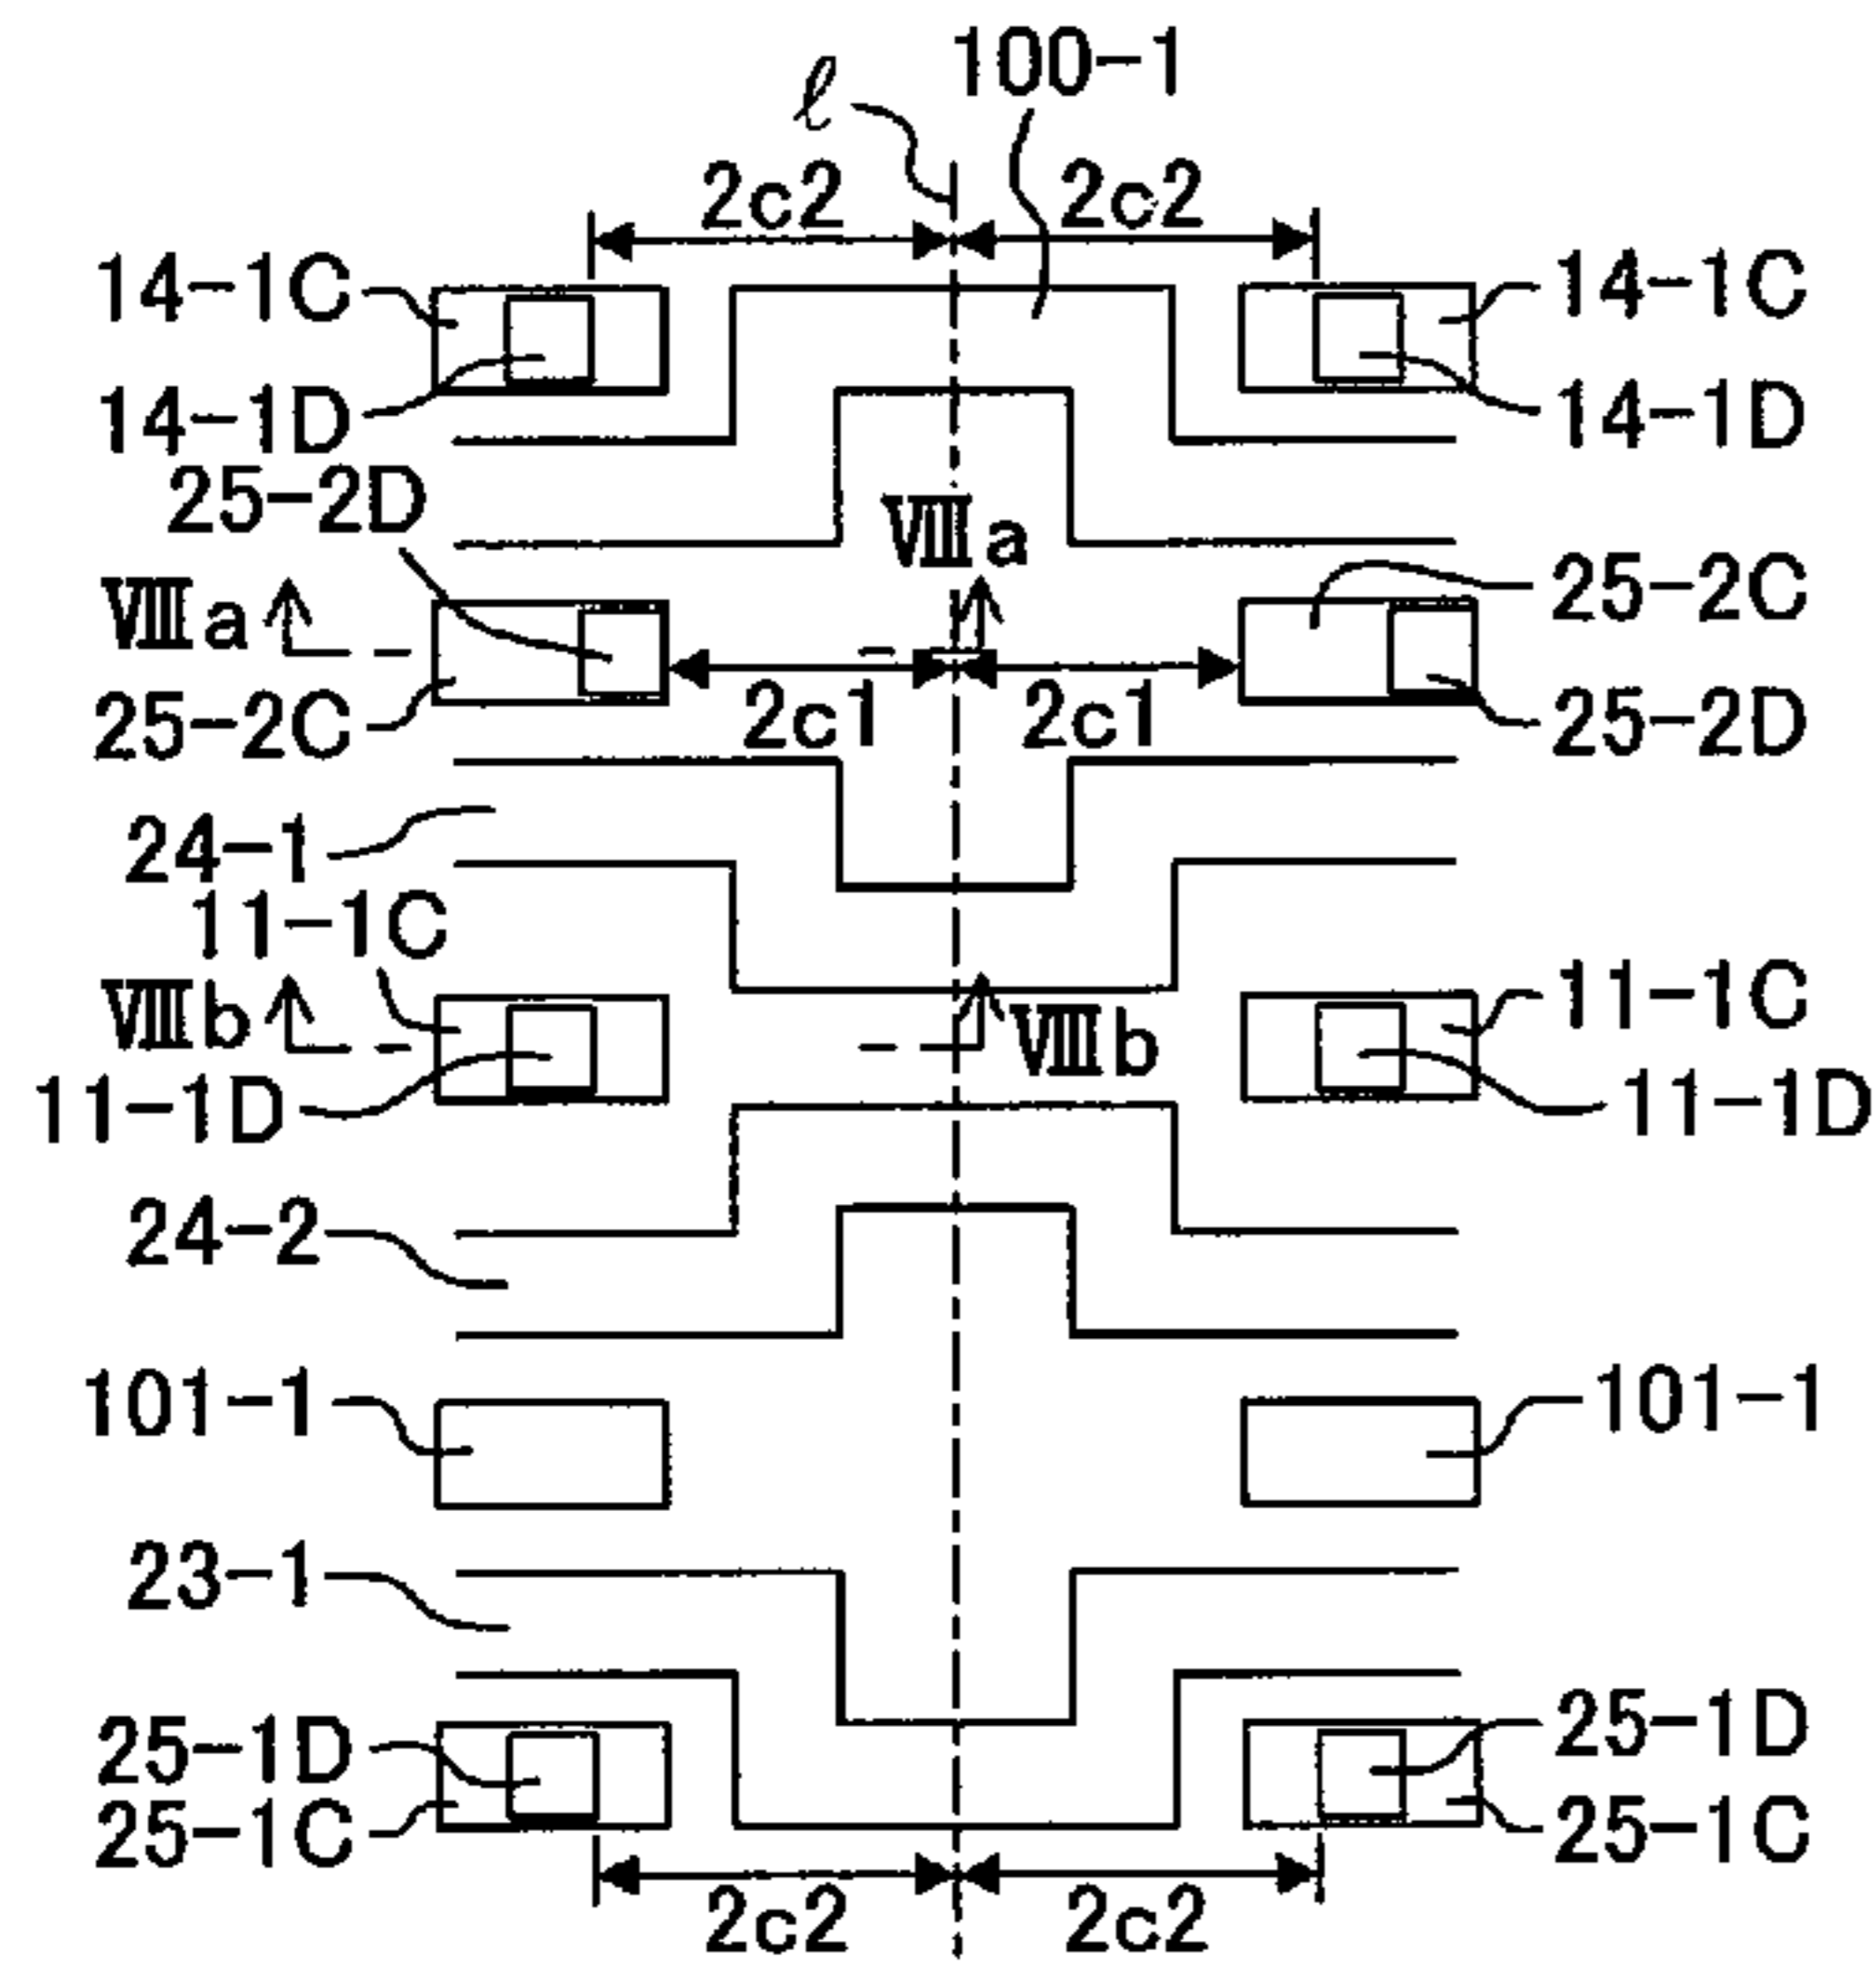 ℓ 100-1
2c2 2c2
14-1C 14-1C
14-1D 14-1D
25-2D
Ⅷa
Ⅷa 25-2C
25-2C 2c1 2c1 25-2D
24-1
11-1C
Ⅷb Ⅷb 11-1C
11-1D 11-1D
24-2
101-1 101-1
23-1
25-1D 25-1D
25-1C 25-1C
2c2 2c2